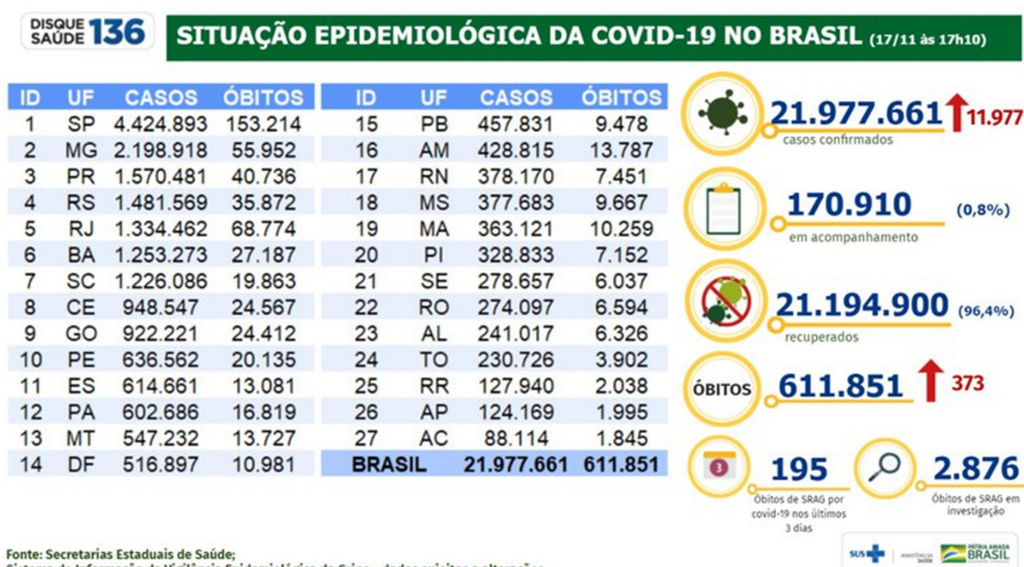 DISQUE
SAÚDE 136
SITUAÇÃO EPIDEMIOLÓGICA DA COVID-19 NO BRASIL (17/11 às 17h10)
ID UF CASOS ÓBITOS
1 SP 4.424.893 153.214
2 MG 2.198.918 55.952
3 PR 1.570.481 40.736
4 RS 1.481.569 35.872
5 RJ 1.334.462 68.774
6 BA 1.253.273 27.187
7 SC 1.226.086 19.863
8 CE 948.547 24.567
9 GO 922.221 24.412
10 PE 636.562 20.135
11 ES 614.661 13.081
12 PA 602.686 16.819
13 MT 547.232 13.727
14 DF 516.897 10.981
ID UF CASOS ÓBITOS
15 PB 457.831 9.478
16 AM 428.815 13.787
17 RN 378.170 7.451
18 MS 377.683 9.667
19 MA 363.121 10.259
20 PI 328.833 7.152
21 SE 278.657 6.037
22 RO 274.097 6.594
23 AL 241.017 6.326
24 TO 230.726 3.902
25 RR 127.940 2.038
26 AP 124.169 1.995
27 AC 88.114 1.845
BRASIL 21.977.661 611.851
21.977.661 11.977
casos confirmados
170.910 (0,8%)
em acompanhamento
21.194.900 (96,4%)
recuperados
ÓBITOS 611.851 373
3 195
Óbitos de SRAG por
covid-19 nos últimos
3 dias
2.876
Óbitos de SRAG em
investigação
Fonte: Secretarias Estaduais de Saúde;
SUS
PÁTRIA AMADA
BRASIL